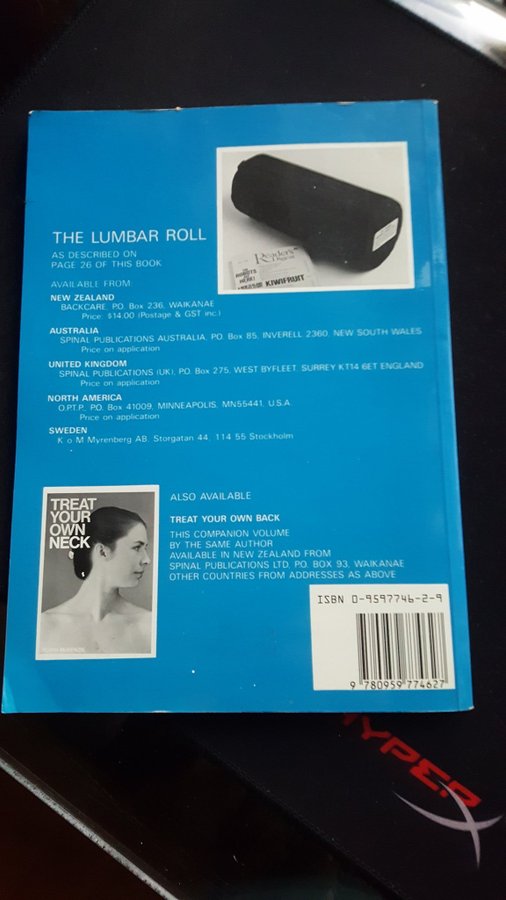 THE LUMBAR ROLL
AS DESCRIBED ON
PAGE 26 OF THIS BOOK
AVAILABLE FROM:
NEW ZEALAND
BACKCARE, P.O. Box 236, WAIKANAE
Price: $14.00 (Postage & GST inc.)
AUSTRALIA
SPINAL PUBLICATIONS AUSTRALIA, P.O. Box 85, INVERELL 2360, NEW SOUTH WALES
Price on application
UNITED KINGDOM
SPINAL PUBLICATIONS (UK), P.O. Box 275, WEST BYFLEET, SURREY KT14 6ET ENGLAND
Price on application
NORTH AMERICA
O.P.T.P., P.O. Box 41009, MINNEAPOLIS, MN55441, U.S.A.
Price on application
SWEDEN
K o M Myrenberg AB, Storgatan 44, 114 55 Stockholm
Reader's
Digest
KIWIFRUIT
TREAT
YOUR
OWN
NECK
ALSO AVAILABLE
TREAT YOUR OWN BACK
THIS COMPANION VOLUME
BY THE SAME AUTHOR
AVAILABLE IN NEW ZEALAND FROM
SPINAL PUBLICATIONS LTD, P.O. BOX 93, WAIKANAE
OTHER COUNTRIES FROM ADDRESSES AS ABOVE
ISBN 0-9597746-2-9
9 780959 774627
HYPERX